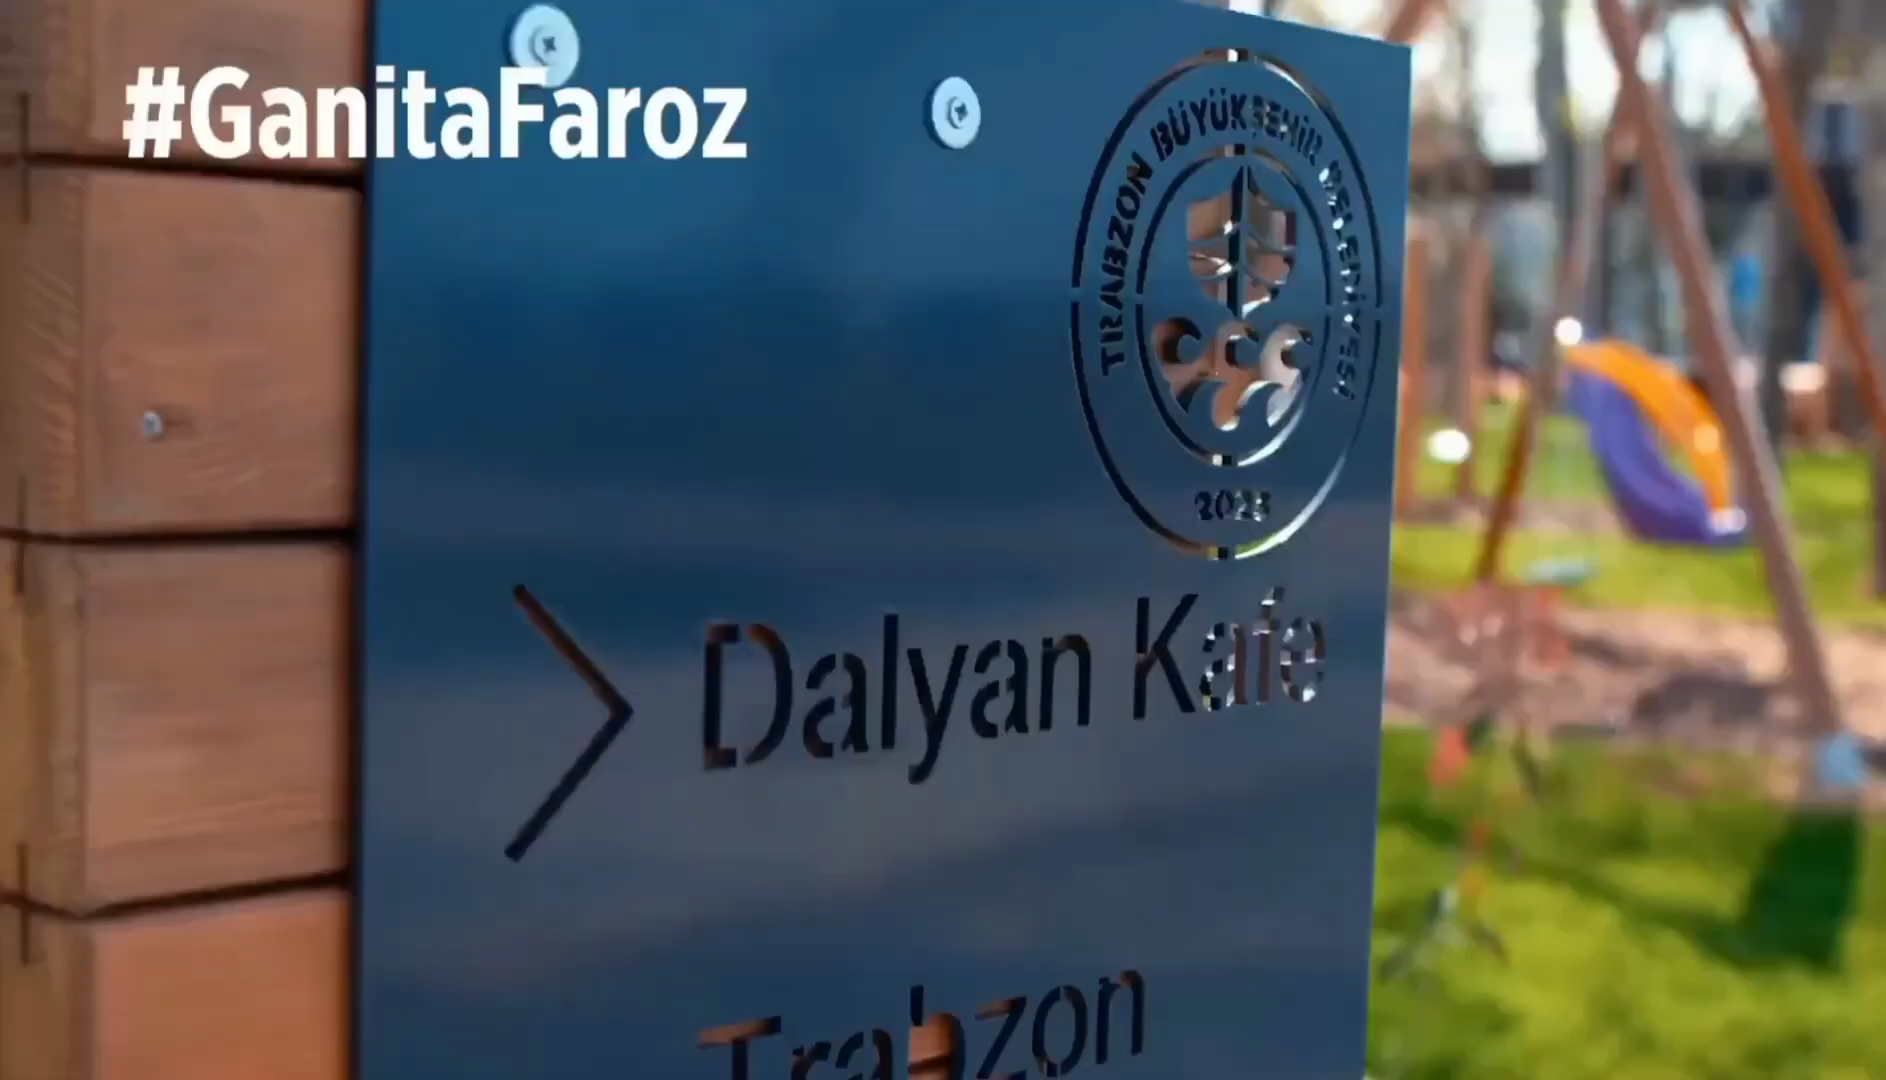 #GanitaFaroz
TRABZON BÜYÜKŞEHİR BELEDİYESİ
2023
Dalyan Kafe
Trabzon